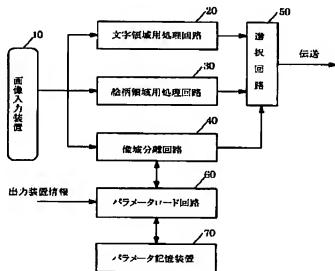 10
画像入力装置
20
文字領域用処理回路
30
絵柄領域用処理回路
40
像域分離回路
50
選択回路
伝送
60
出力装置情報
パラメータロード回路
70
パラメータ記憶装置